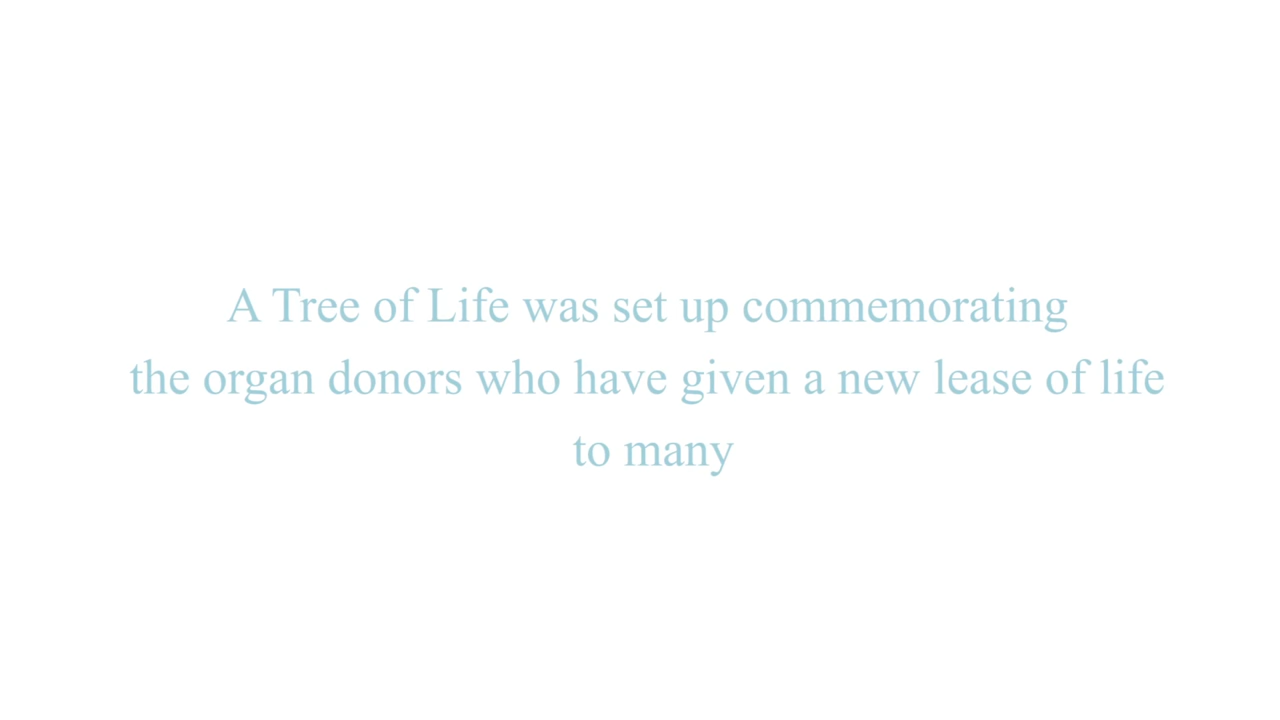 A Tree of Life was set up commemorating
the organ donors who have given a new lease of life
to many